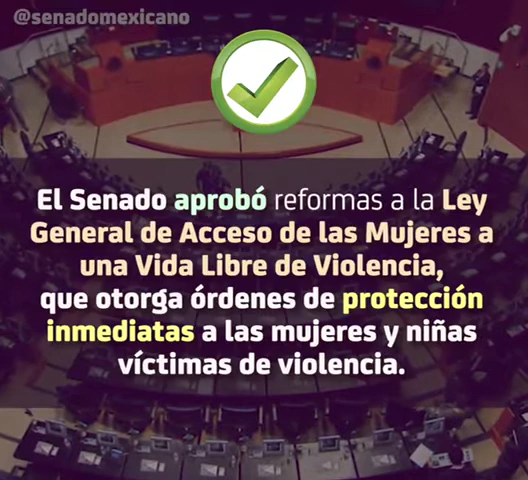 @senadomexicano
El Senado aprobó reformas a la Ley
General de Acceso de las Mujeres a
una Vida Libre de Violencia,
que otorga órdenes de protección
inmediatas a las mujeres y niñas
víctimas de violencia.